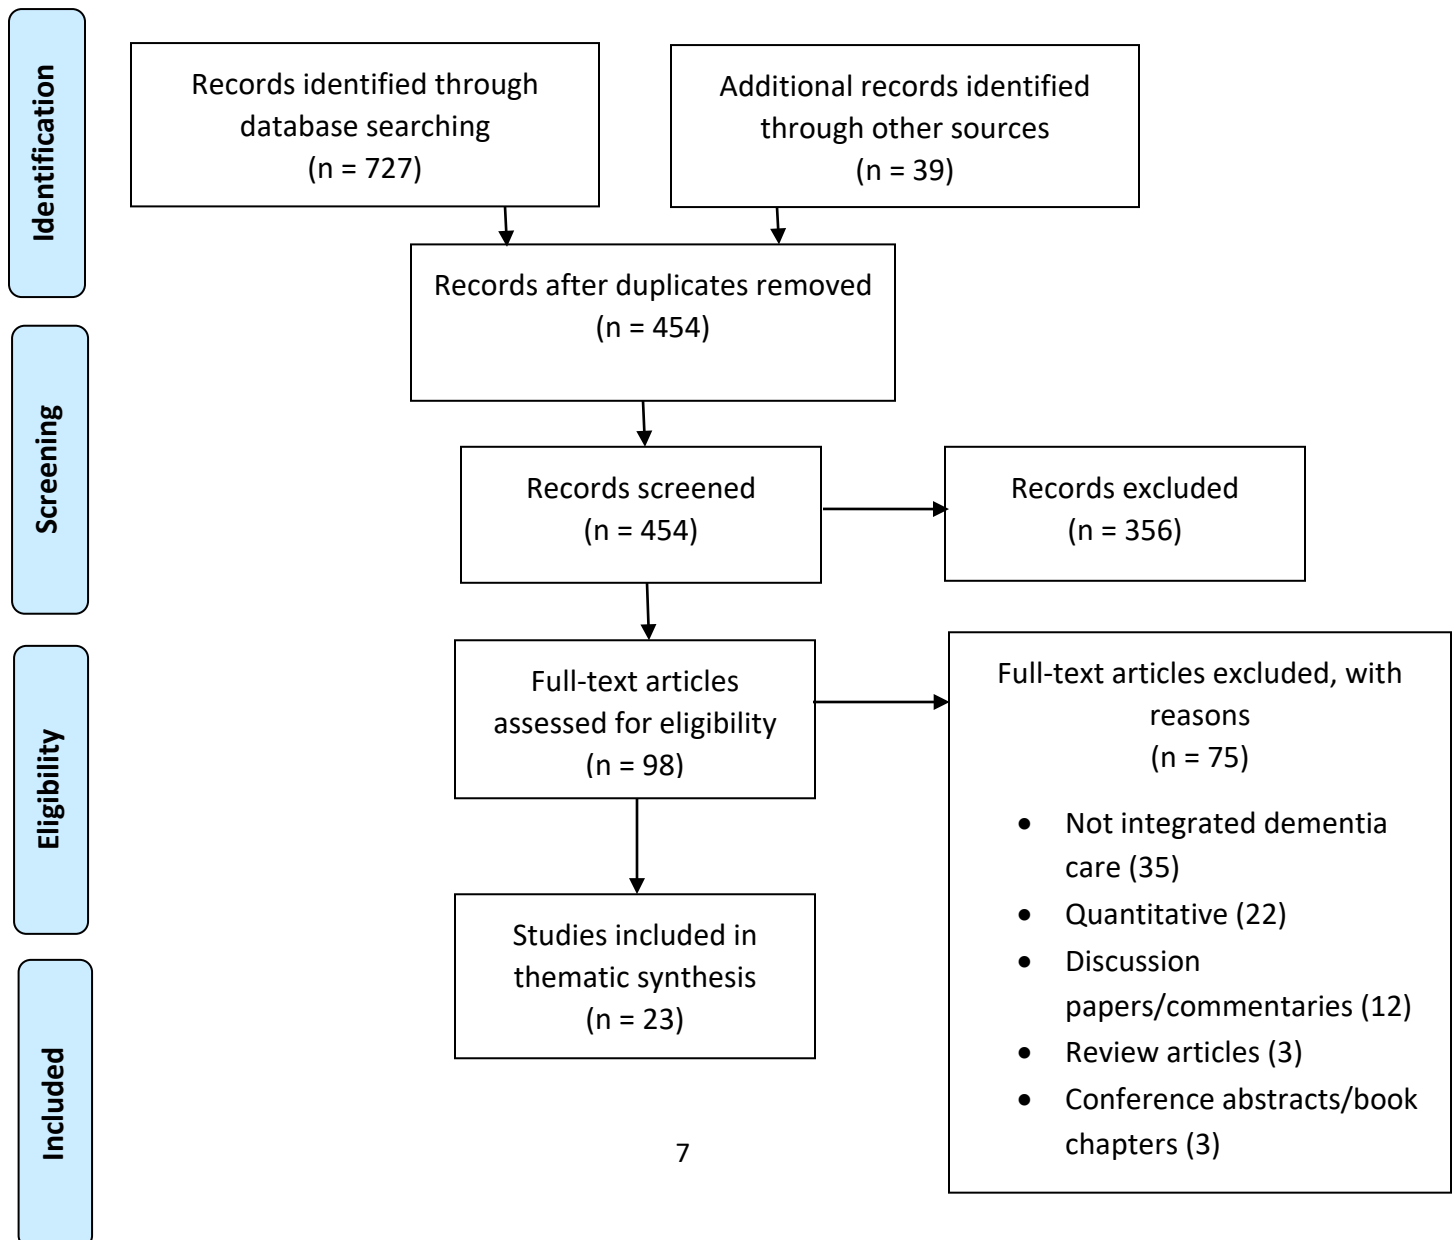 Identification
Records identified through
database searching
(n = 727)
Additional records identified
through other sources
(n = 39)
Records after duplicates removed
(n = 454)
Screening
Records screened
(n = 454)
Records excluded
(n = 356)
Eligibility
Full-text articles
assessed for eligibility
(n = 98)
Full-text articles excluded, with
reasons
(n = 75)
• Not integrated dementia
care (35)
• Quantitative (22)
• Discussion
papers/commentaries (12)
• Review articles (3)
• Conference abstracts/book
chapters (3)
Included
Studies included in
thematic synthesis
(n = 23)
7